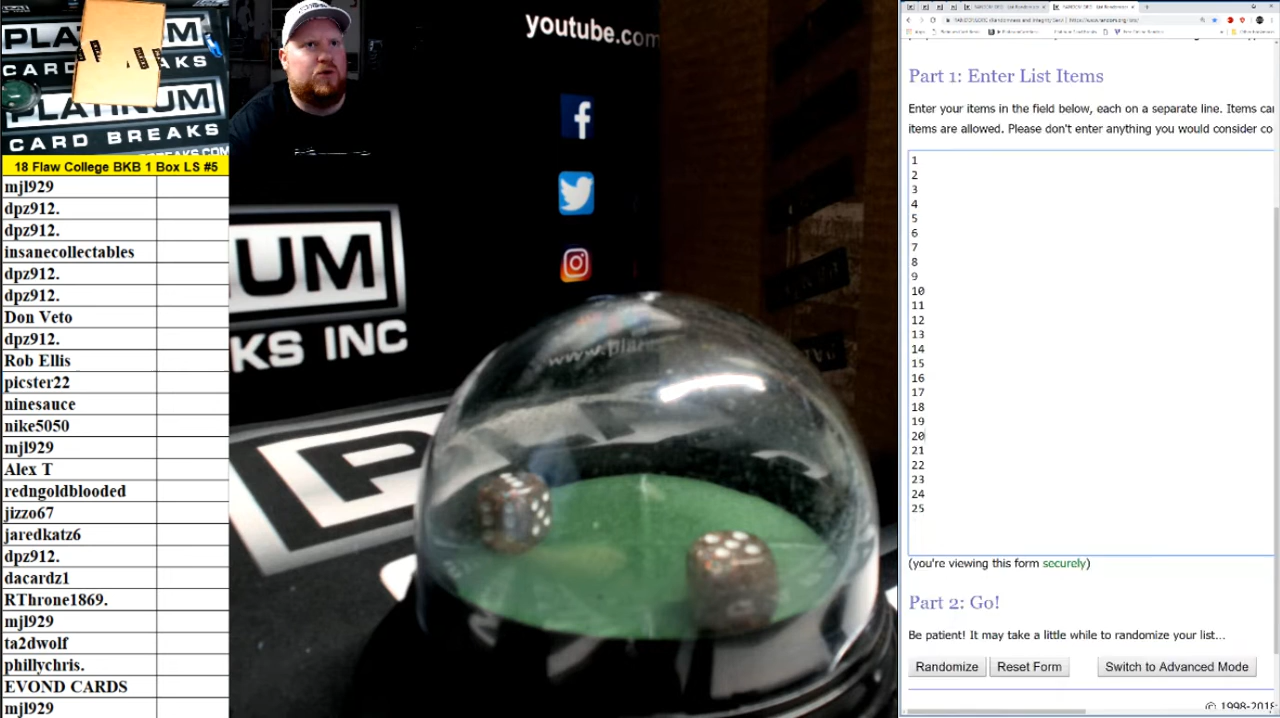 PLATINUM
CARD BREAKS
18 Flaw College BKB 1 Box LS #5
mjl929
dpz912.
dpz912.
insanecollectables
dpz912.
dpz912.
Don Veto
dpz912.
Rob Ellis
picster22
ninesauce
nike5050
mjl929
Alex T
redngoldblooded
jizzo67
jaredkatz6
dpz912.
dacardz1
RThrone1869.
mjl929
ta2dwolf
phillychris.
EVOND CARDS
mjl929
youtube.com
UM
KS INC
Part 1: Enter List Items
Enter your items in the field below, each on a separate line. Items can
items are allowed. Please don't enter anything you would consider co
1
2
3
4
5
6
7
8
9
10
11
12
13
14
15
16
17
18
19
20
21
22
23
24
25
(you're viewing this form securely)
Part 2: Go!
Be patient! It may take a little while to randomize your list...
Randomize
Reset Form
Switch to Advanced Mode
© 1998-2018